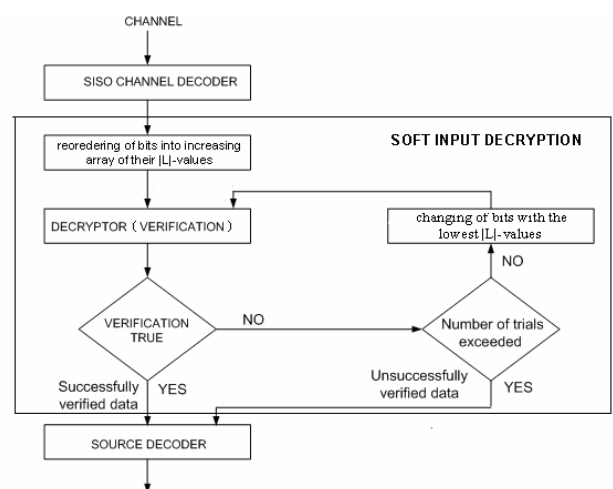 CHANNEL
SISO CHANNEL DECODER
SOFT INPUT DECRYPTION
reoredering of bits into increasing
array of their |L|-values
DECRYPTOR (VERIFICATION)
changing of bits with the
lowest |L|-values
NO
VERIFICATION
TRUE
NO
Number of trials
exceeded
Successfully
verified data
YES
Unsuccessfully
verified data
YES
SOURCE DECODER